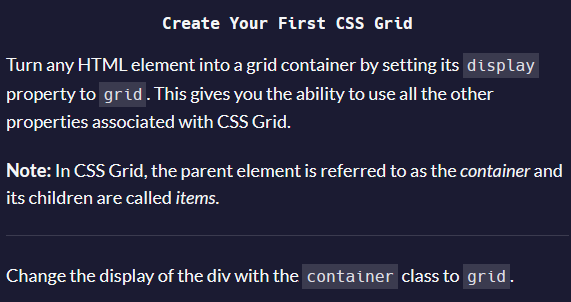 Create Your First CSS Grid
Turn any HTML element into a grid container by setting its display
property to grid. This gives you the ability to use all the other
properties associated with CSS Grid.
Note: In CSS Grid, the parent element is referred to as the container and
its children are called items.
Change the display of the div with the container class to grid.